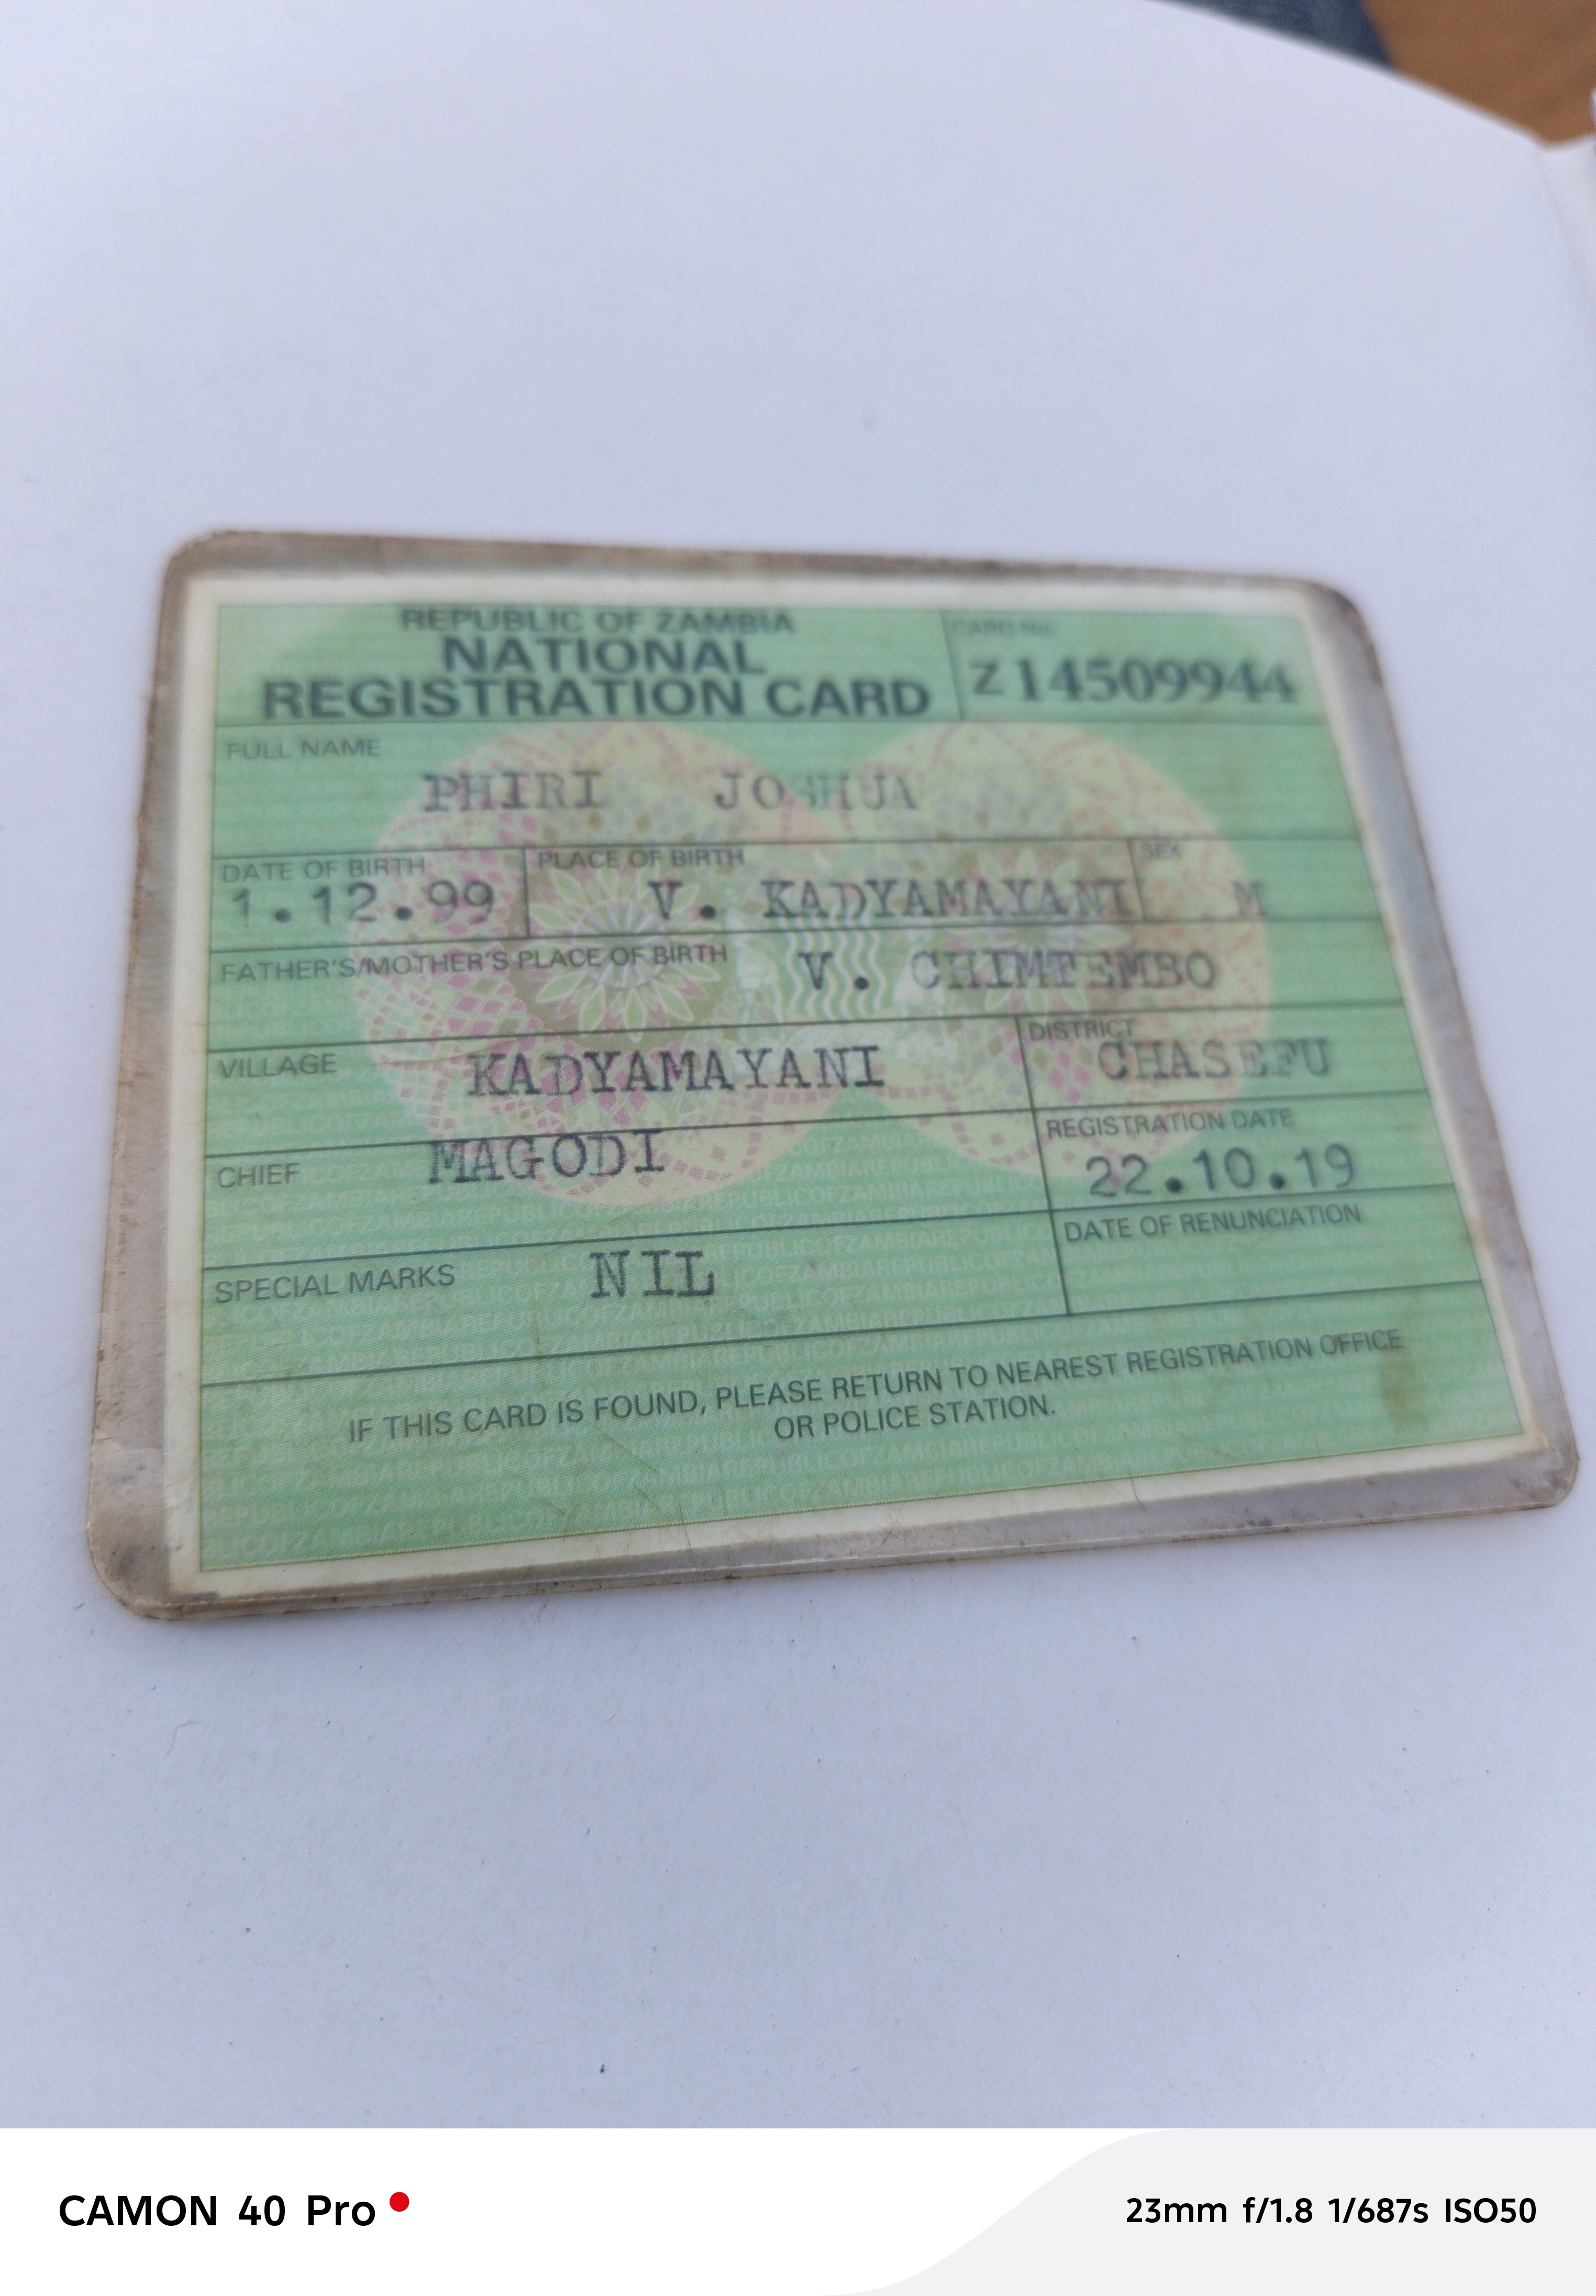 REPUBLIC OF ZAMBIA
NATIONAL
REGISTRATION CARD
CARD No.
Z14509944
FULL NAME
PHIRI JOSHUA
DATE OF BIRTH
1.12.99
PLACE OF BIRTH
V. KADYAMAYANI
SEX
M
FATHER'S/MOTHER'S PLACE OF BIRTH
V. CHIMTEMBO
VILLAGE
KADYAMAYANI
DISTRICT
CHASEFU
CHIEF
MAGODI
REGISTRATION DATE
22.10.19
SPECIAL MARKS
NIL
DATE OF RENUNCIATION
IF THIS CARD IS FOUND, PLEASE RETURN TO NEAREST REGISTRATION OFFICE
OR POLICE STATION.
CAMON 40 Pro
23mm f/1.8 1/687s ISO50